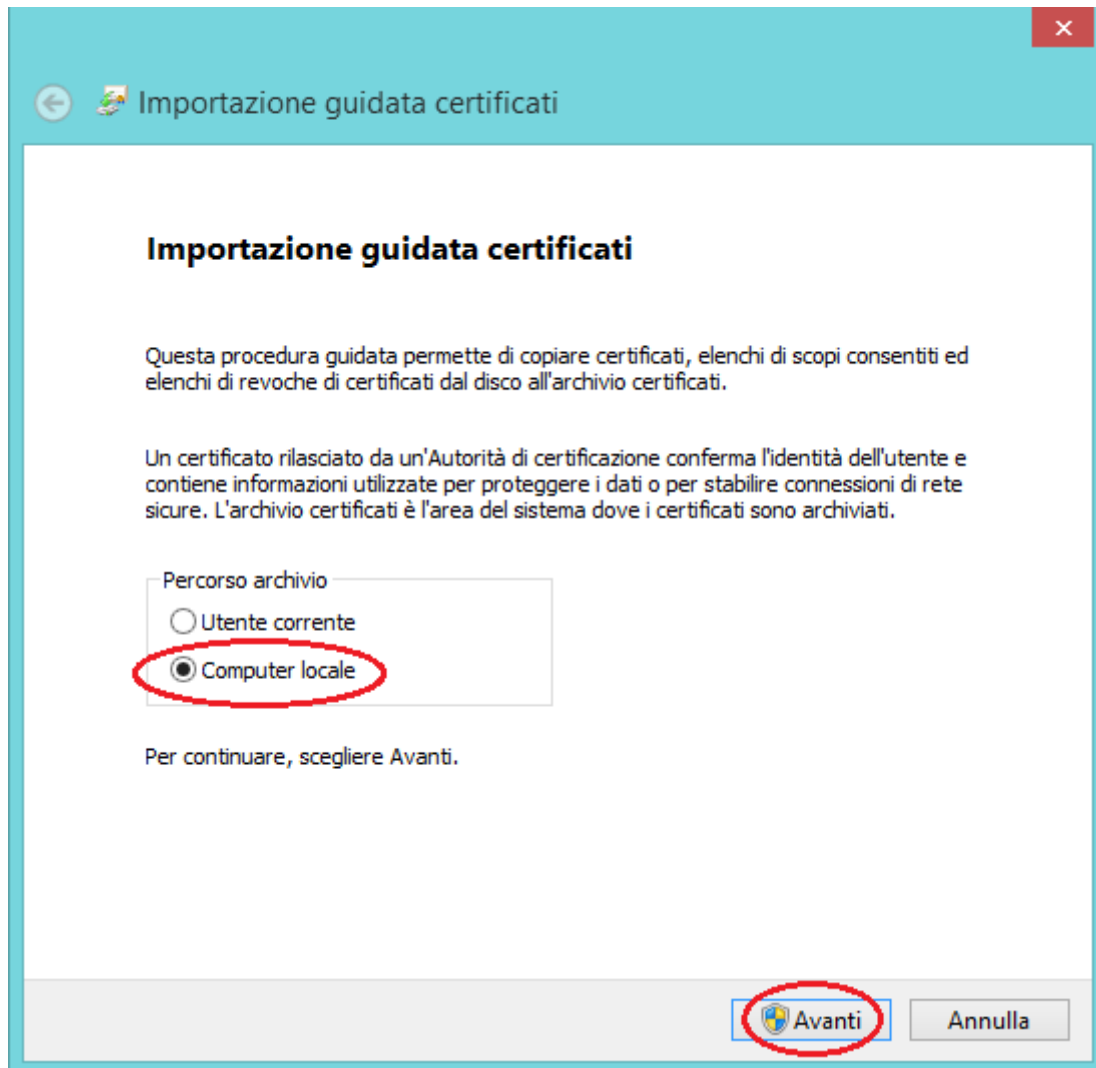 Importazione guidata certificati
Importazione guidata certificati
Questa procedura guidata permette di copiare certificati, elenchi di scopi consentiti ed
elenchi di revoche di certificati dal disco all'archivio certificati.
Un certificato rilasciato da un'Autorità di certificazione conferma l'identità dell'utente e
contiene informazioni utilizzate per proteggere i dati o per stabilire connessioni di rete
sicure. L'archivio certificati è l'area del sistema dove i certificati sono archiviati.
Percorso archivio
Utente corrente
Computer locale
Per continuare, scegliere Avanti.
Avanti
Annulla